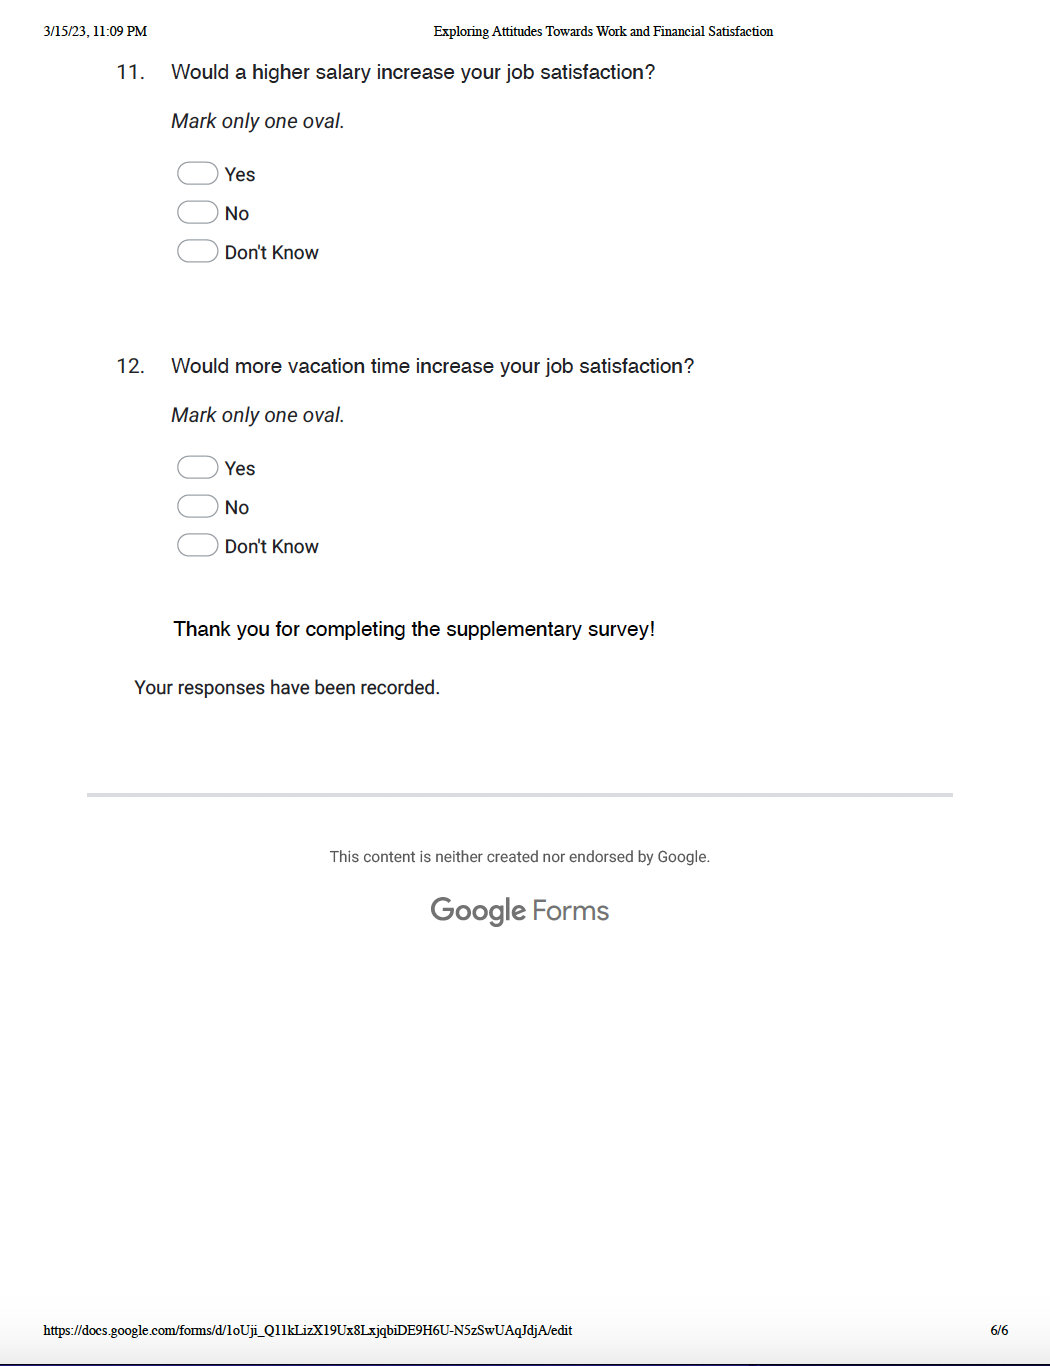 3/15/23, 11:09 PM
Exploring Attitudes Towards Work and Financial Satisfaction
11. Would a higher salary increase your job satisfaction?
Mark only one oval.
Yes
No
Don't Know
12. Would more vacation time increase your job satisfaction?
Mark only one oval.
Yes
No
Don't Know
Thank you for completing the supplementary survey!
Your responses have been recorded.
This content is neither created nor endorsed by Google.
Google Forms
https://docs.google.com/forms/d/1oUji_Q11kLizX19Ux8LxjqbiDE9H6U-N5zSwUAqJdjA/edit
6/6